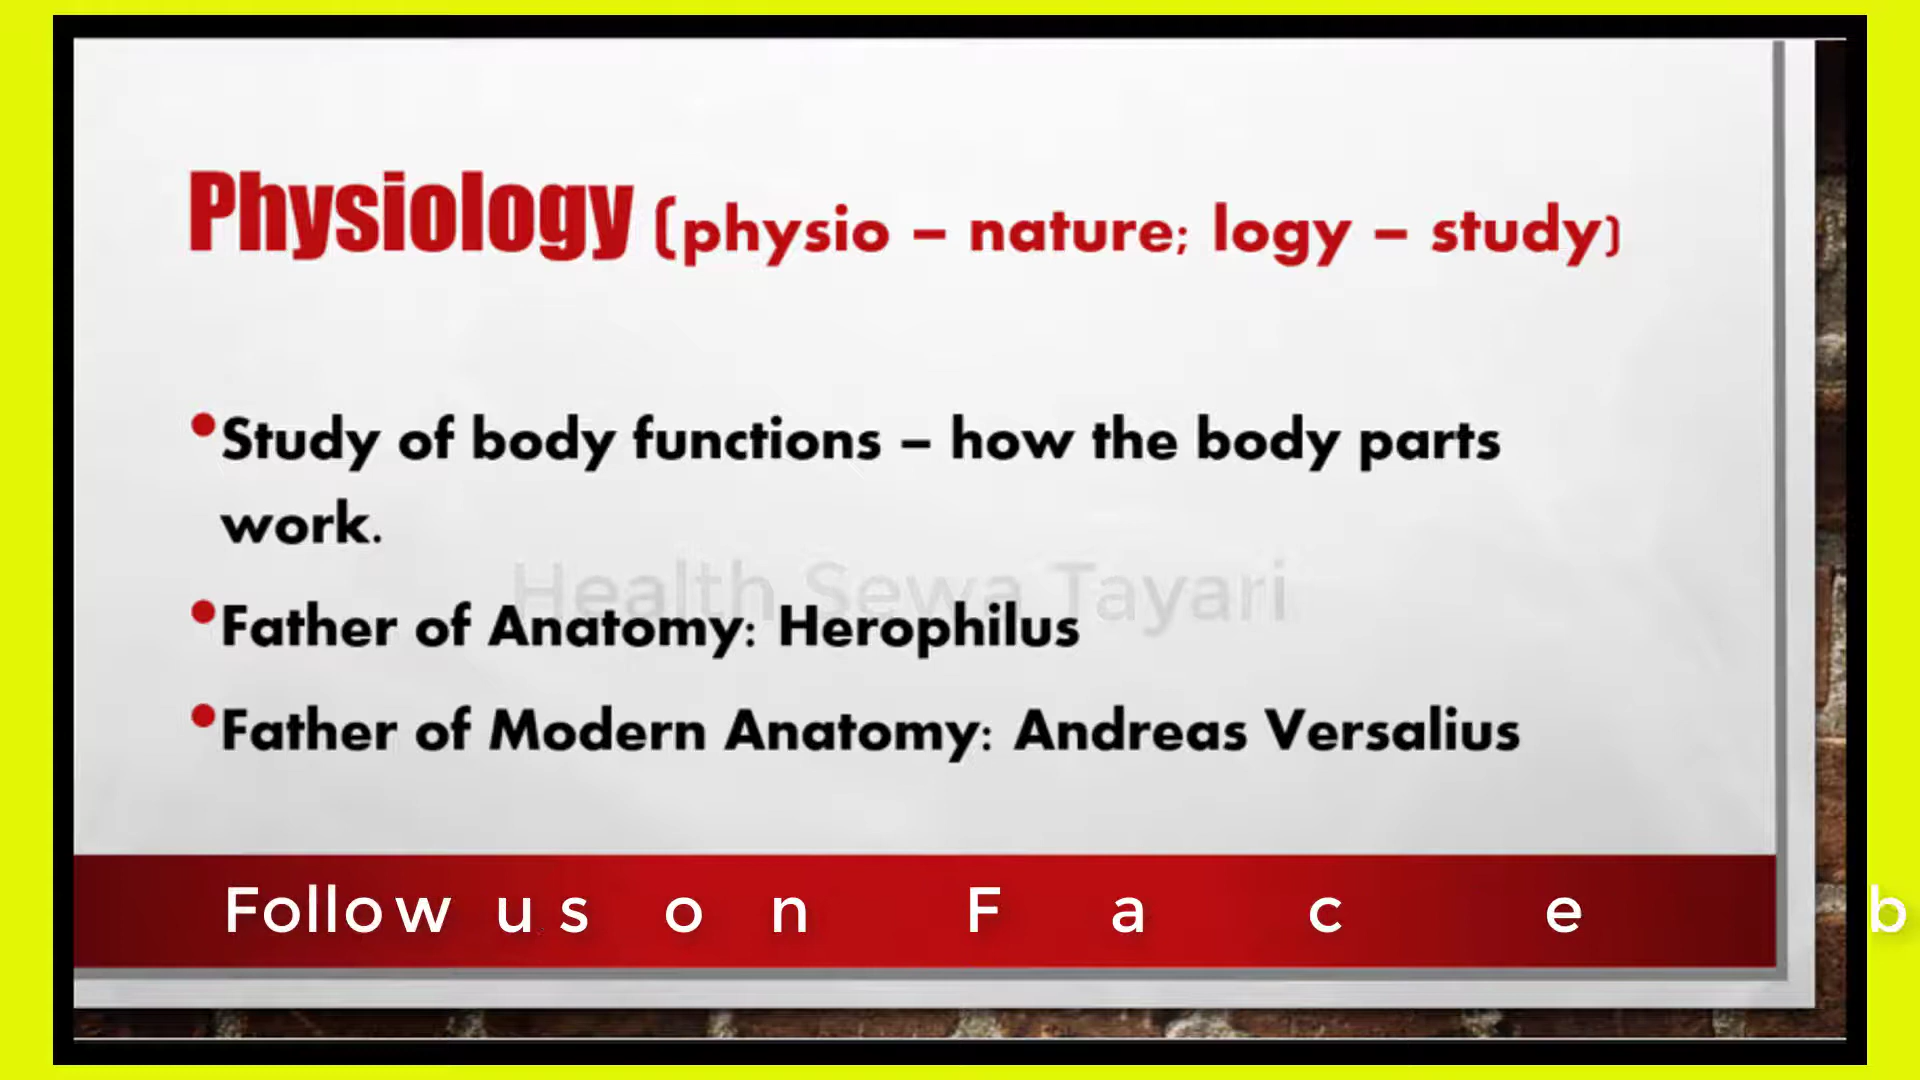 Physiology (physio – nature; logy – study)
•Study of body functions – how the body parts
work.
Health Sewa Tayari
•Father of Anatomy: Herophilus
•Father of Modern Anatomy: Andreas Versalius
Follow us on Faceb